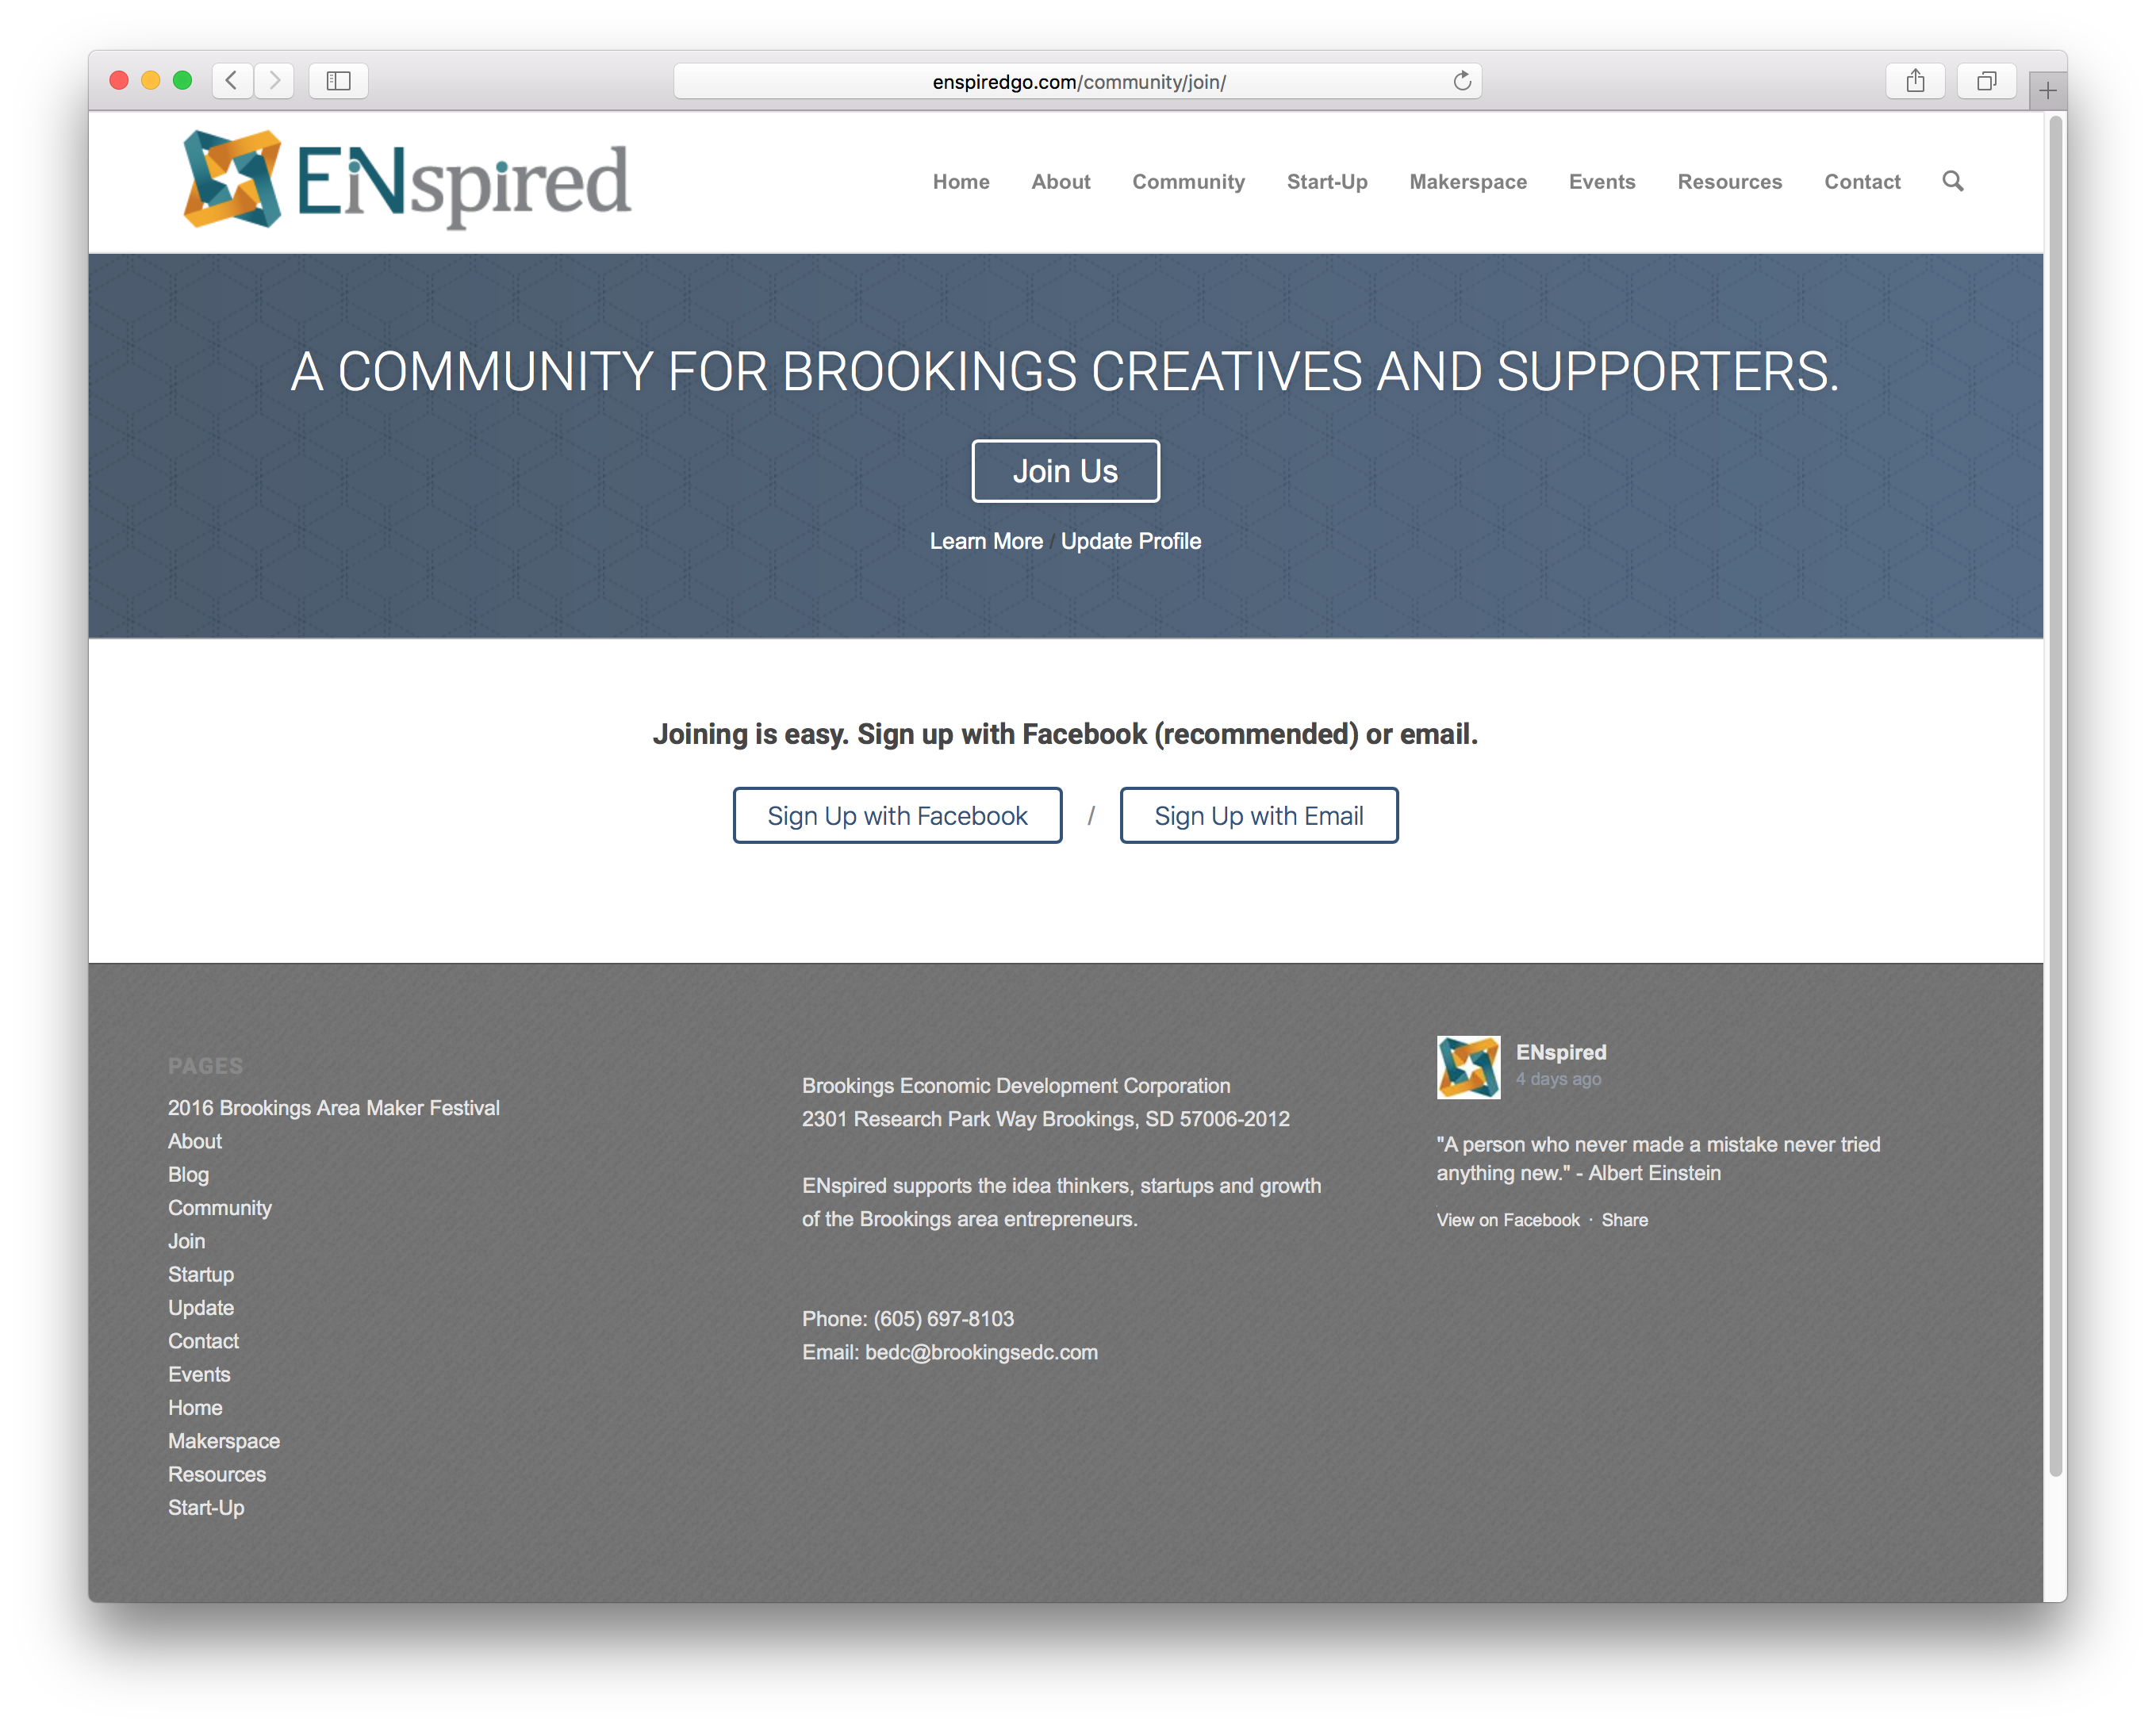 enspiredgo.com/community/join/
ENspired
Home About Community Start-Up Makerspace Events Resources Contact
A COMMUNITY FOR BROOKINGS CREATIVES AND SUPPORTERS.
Join Us
Learn More / Update Profile
Joining is easy. Sign up with Facebook (recommended) or email.
Sign Up with Facebook / Sign Up with Email
PAGES
2016 Brookings Area Maker Festival
About
Blog
Community
Join
Startup
Update
Contact
Events
Home
Makerspace
Resources
Start-Up
Brookings Economic Development Corporation
2301 Research Park Way Brookings, SD 57006-2012
ENspired supports the idea thinkers, startups and growth
of the Brookings area entrepreneurs.
Phone: (605) 697-8103
Email: bedc@brookingsedc.com
ENspired
4 days ago
"A person who never made a mistake never tried
anything new." - Albert Einstein
View on Facebook · Share